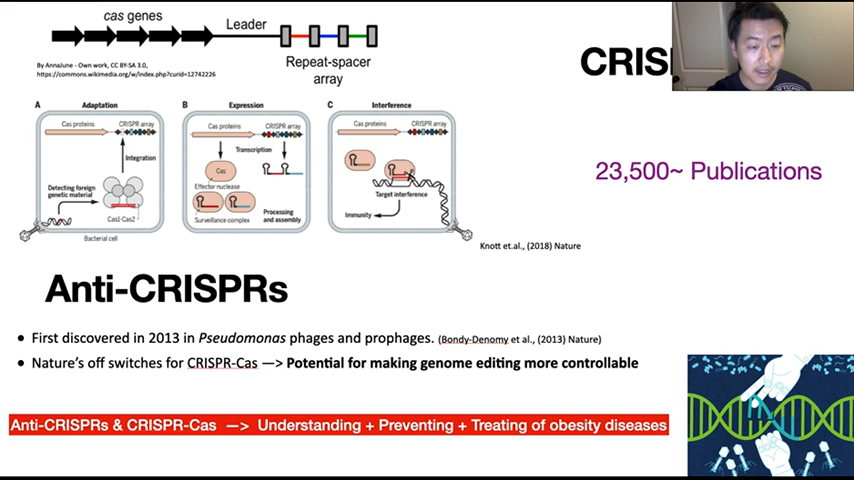 cas genes
Leader
Repeat-spacer
array
By AnnaJune - Own work, CC BY-SA 3.0,
https://commons.wikimedia.org/w/index.php?curid=12742226
CRIS
23,500~ Publications
A Adaptation
Cas proteins CRISPR array
Integration
Detecting foreign
genetic material
Cas1-Cas2
Bacterial cell
B Expression
Cas proteins CRISPR array
Transcription
Cas
Effector nuclease
Surveillance complex
Processing
and assembly
C Interference
Cas proteins CRISPR array
Target interference
Immunity
Knott et.al., (2018) Nature
Anti-CRISPRs
• First discovered in 2013 in Pseudomonas phages and prophages. (Bondy-Denomy et al., (2013) Nature)
• Nature's off switches for CRISPR-Cas —> Potential for making genome editing more controllable
Anti-CRISPRs & CRISPR-Cas —> Understanding + Preventing + Treating of obesity diseases